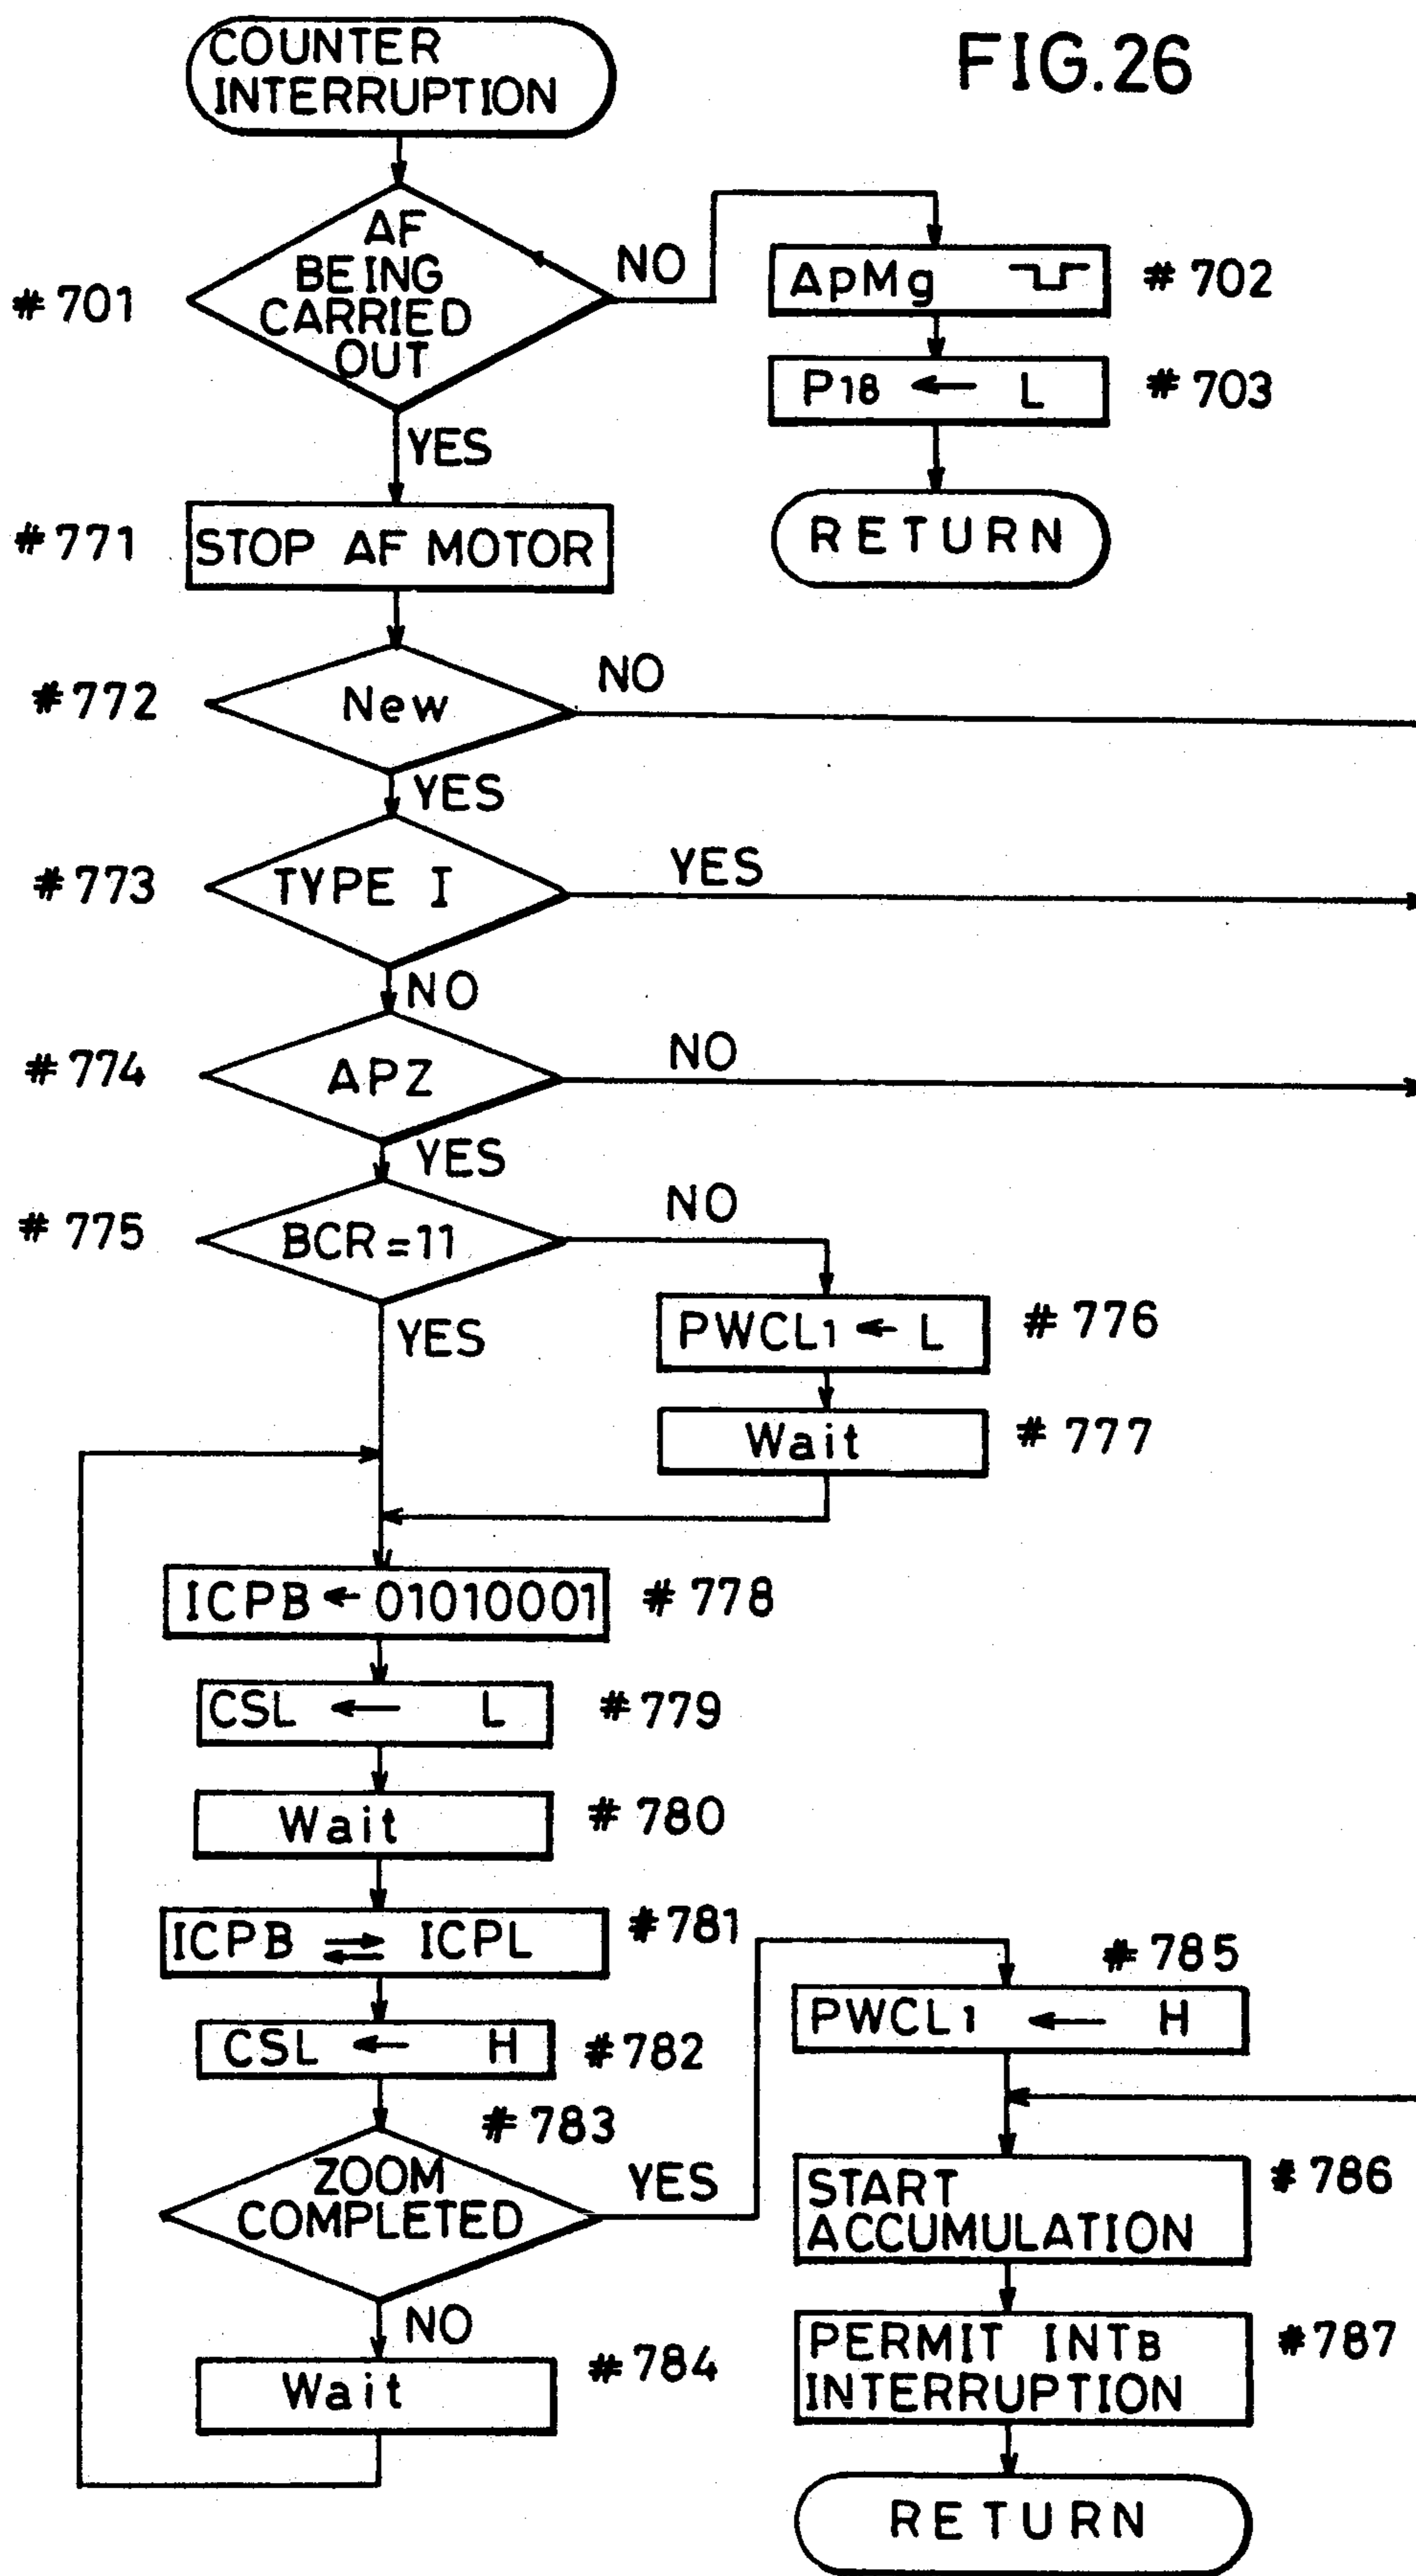 FIG.26
COUNTER
INTERRUPTION
#701
AF
BEING
CARRIED
OUT
NO
YES
ApMg
#702
P18 ← L
#703
RETURN
#771
STOP AF MOTOR
#772
New
NO
YES
#773
TYPE I
YES
NO
#774
APZ
NO
YES
#775
BCR=11
NO
YES
PWCL1 ← L
#776
Wait
#777
ICPB ← 01010001
#778
CSL ← L
#779
Wait
#780
ICPB ⇄ ICPL
#781
CSL ← H
#782
#783
ZOOM
COMPLETED
YES
NO
Wait
#784
#785
PWCL1 ← H
START
ACCUMULATION
#786
PERMIT INTB
INTERRUPTION
#787
RETURN